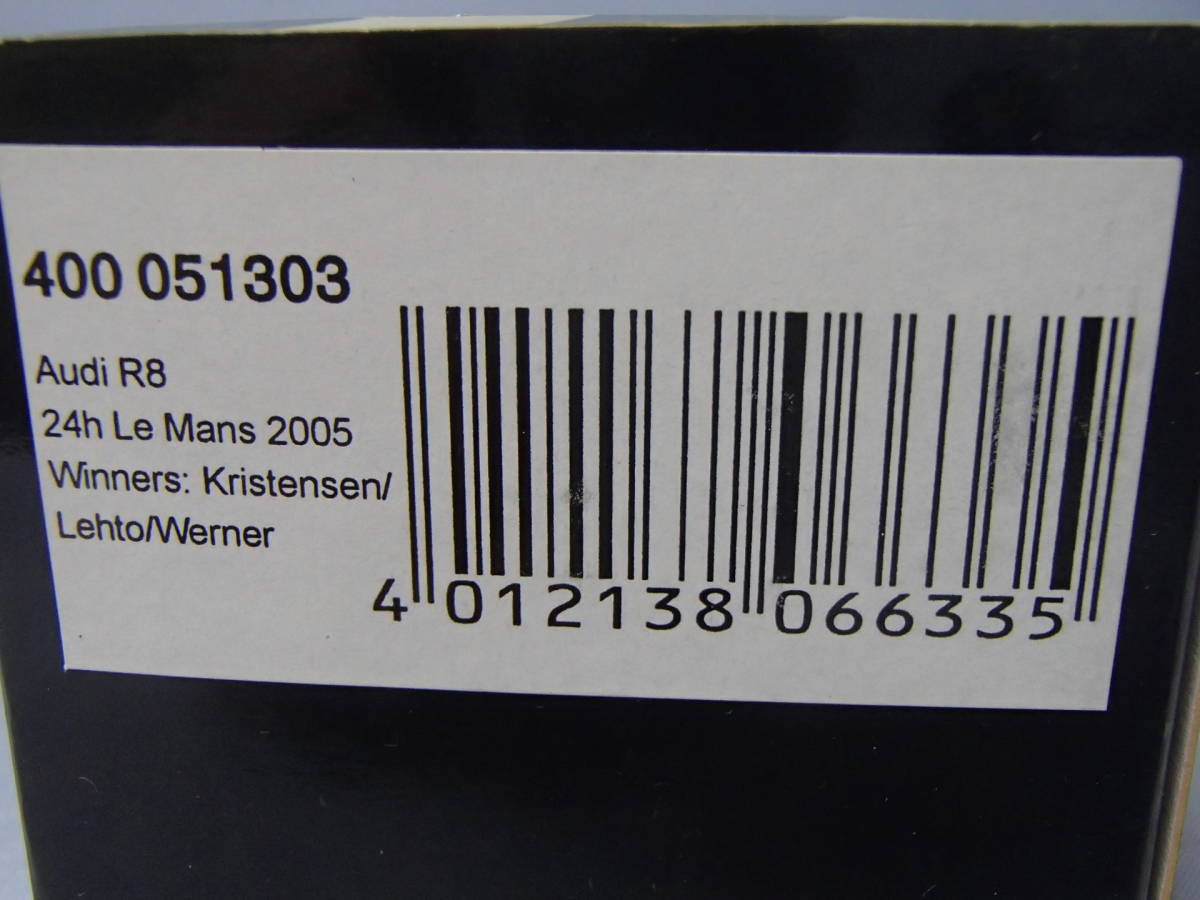 400 051303
Audi R8
24h Le Mans 2005
Winners: Kristensen/
Lehto/Werner
4 012138 066335